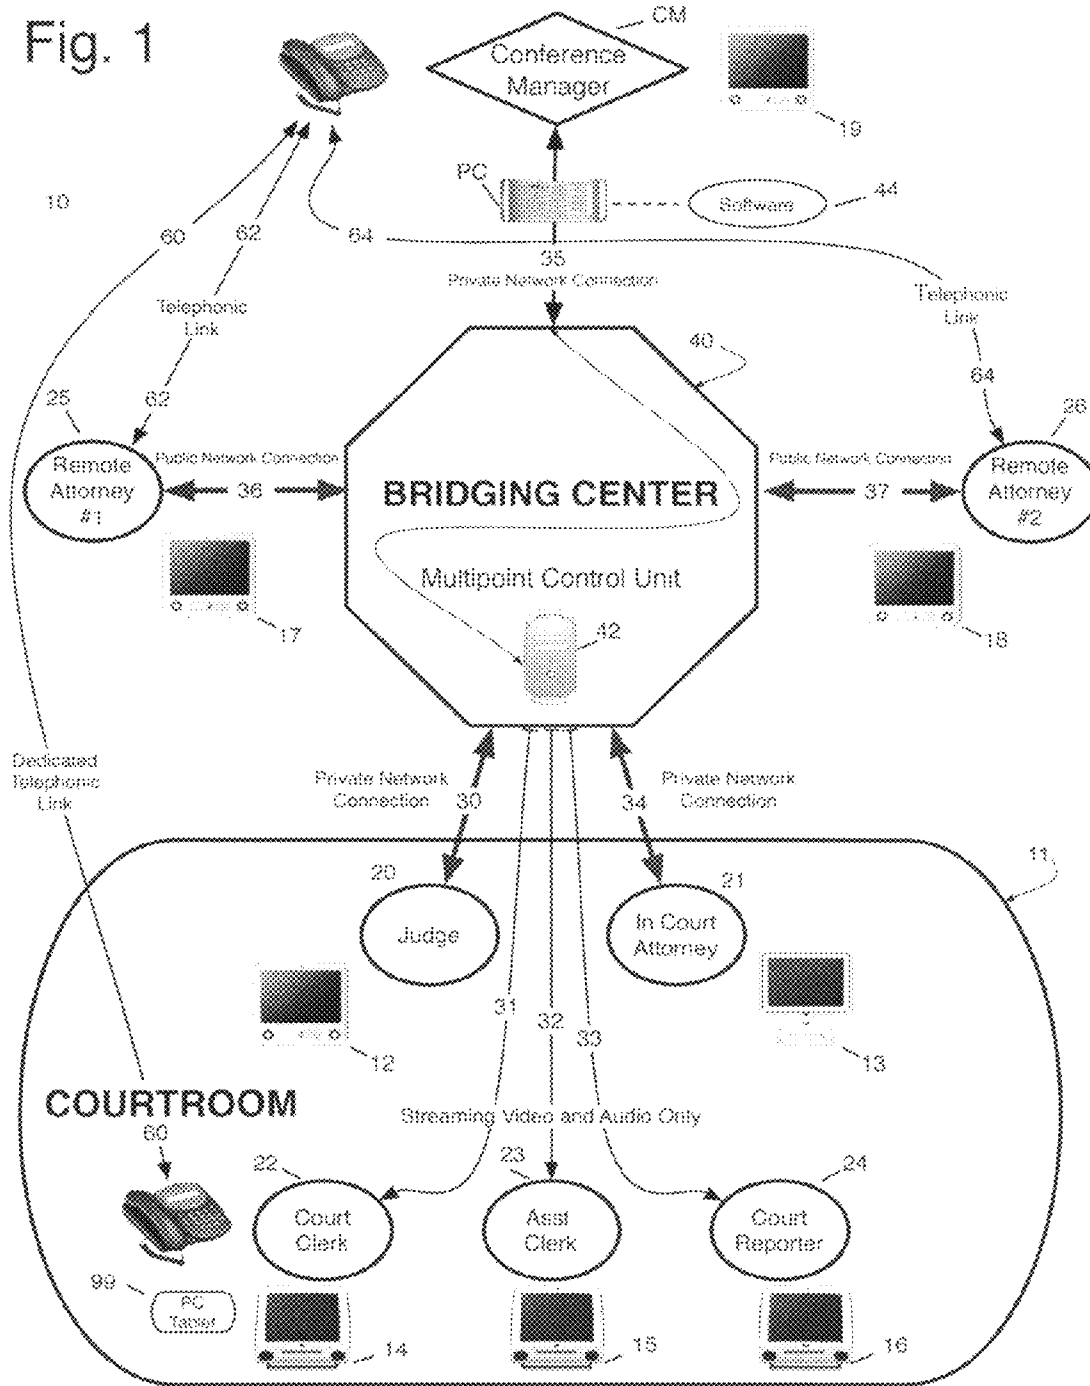 Fig. 1
CM
Conference
Manager
19
PC
Software
44
10
60
62
64
35
Private Network Connection
Telephonic
Link
Telephonic
Link
40
25
62
64
26
Remote
Attorney
#1
Public Network Connection
36
BRIDGING CENTER
Public Network Connection
37
Remote
Attorney
#2
Multipoint Control Unit
17
42
18
Dedicated
Telephonic
Link
Private Network
Connection
30
34
Private Network
Connection
11
20
21
Judge
In Court
Attorney
31
32
33
12
13
COURTROOM
60
Streaming Video and Audio Only
22
23
24
Court
Clerk
Asst
Clerk
Court
Reporter
99
PC
Tablet
14
15
16